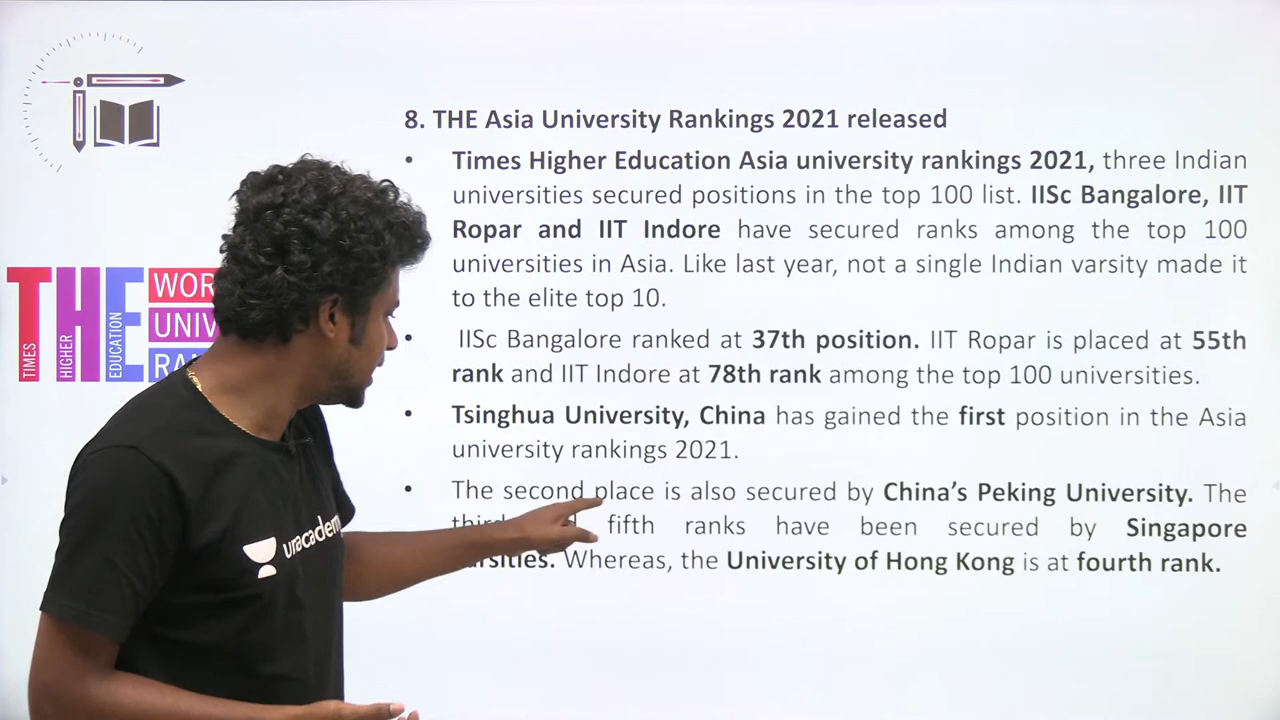 8. THE Asia University Rankings 2021 released
• Times Higher Education Asia university rankings 2021, three Indian
universities secured positions in the top 100 list. IISc Bangalore, IIT
Ropar and IIT Indore have secured ranks among the top 100
universities in Asia. Like last year, not a single Indian varsity made it
to the elite top 10.
• IISc Bangalore ranked at 37th position. IIT Ropar is placed at 55th
rank and IIT Indore at 78th rank among the top 100 universities.
• Tsinghua University, China has gained the first position in the Asia
university rankings 2021.
• The second place is also secured by China's Peking University. The
fifth ranks have been secured by Singapore
Whereas, the University of Hong Kong is at fourth rank.
THE
TIMES
HIGHER
EDUCATION
unacademy